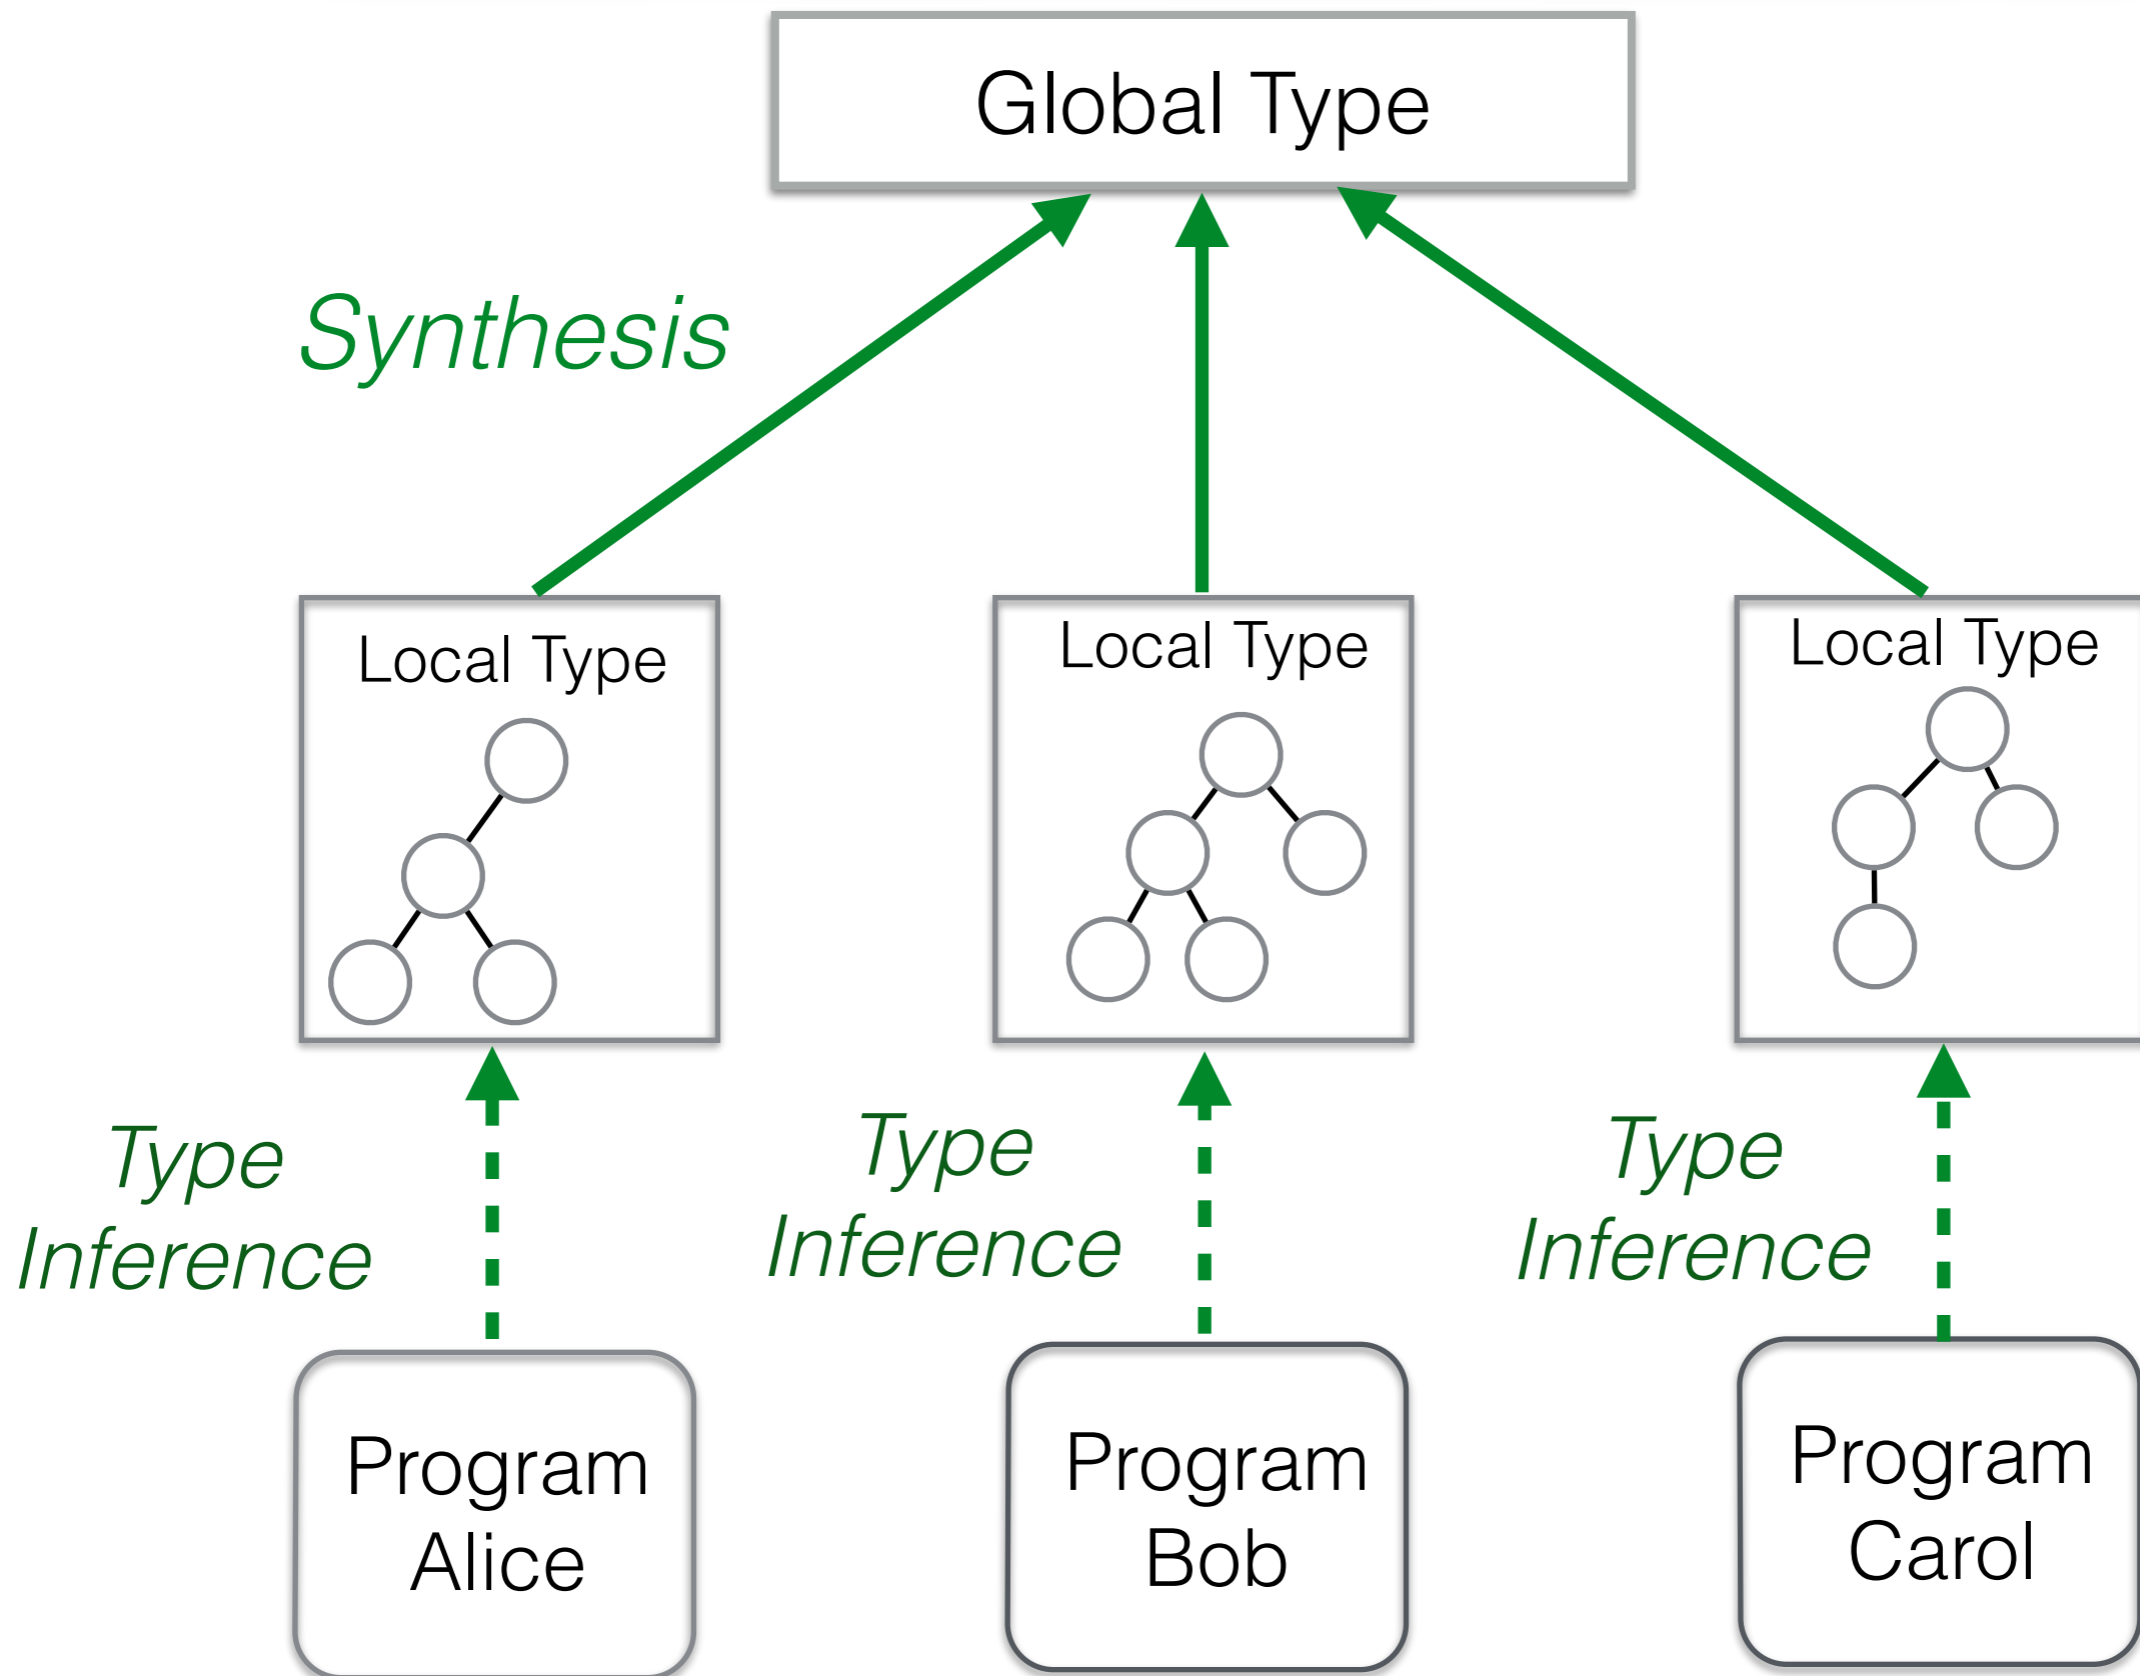 Global Type
Synthesis
Local Type
Local Type
Local Type
Type
Inference
Type
Inference
Type
Inference
Program
Alice
Program
Bob
Program
Carol